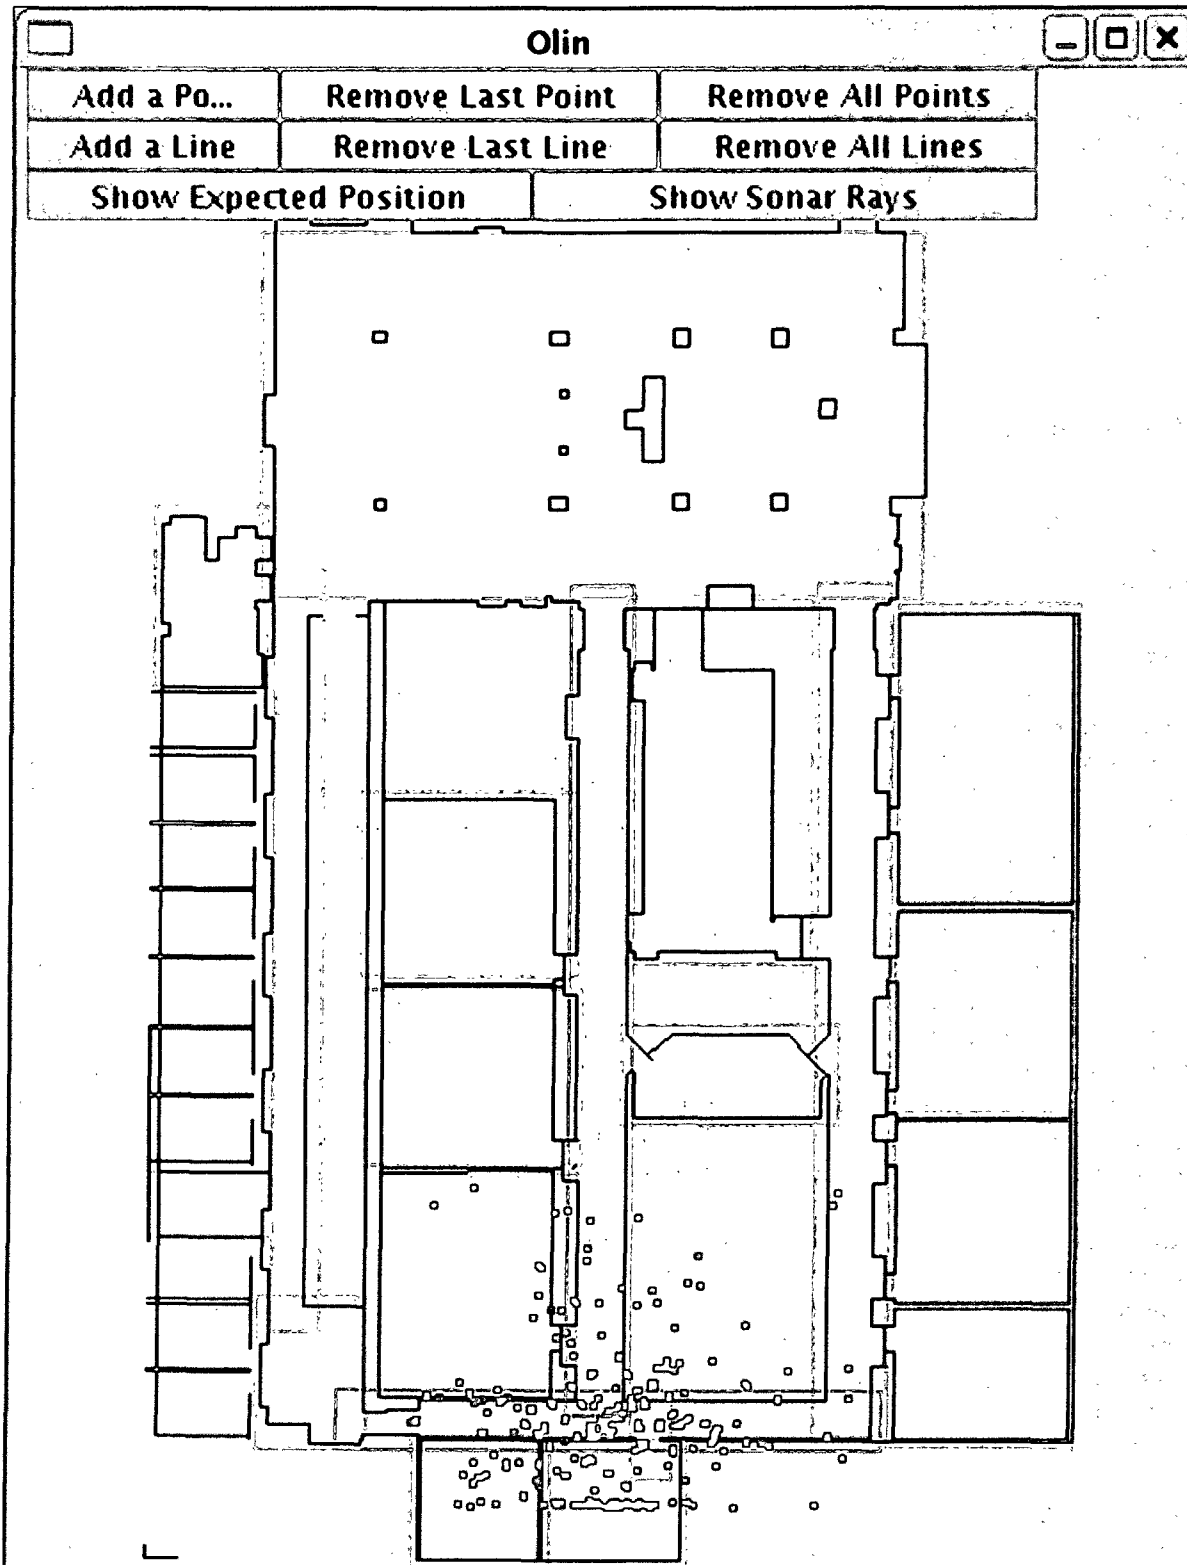 Olin
Add a Po... Remove Last Point Remove All Points
Add a Line Remove Last Line Remove All Lines
Show Expected Position Show Sonar Rays